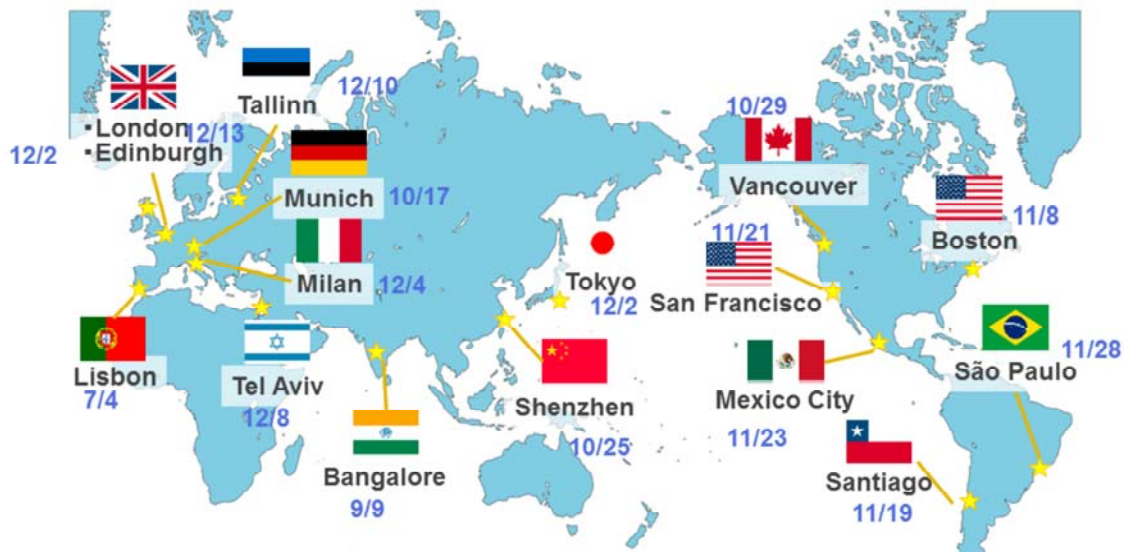 12/10
Tallinn
▪London
12/13
▪Edinburgh
12/2
Munich
10/17
Milan
12/4
Lisbon
7/4
Tel Aviv
12/8
Bangalore
9/9
Tokyo
12/2
Shenzhen
10/25
10/29
Vancouver
11/21
San Francisco
Boston
11/8
Mexico City
11/23
São Paulo
11/28
Santiago
11/19